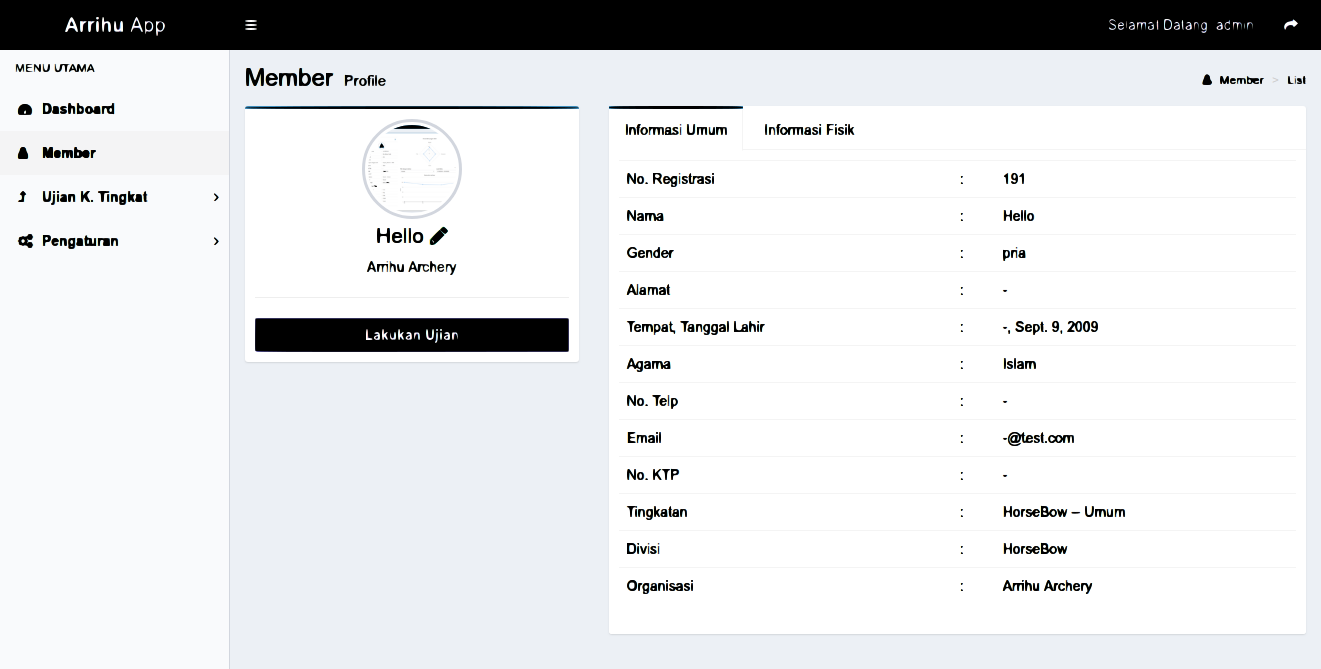 Arrihu App
Selamat Datang admin
MENU UTAMA
Dashboard
Member
Ujian K. Tingkat
Pengaturan
Member Profile
Member > List
Hello
Arrihu Archery
Lakukan Ujian
Informasi Umum Informasi Fisik
No. Registrasi : 191
Nama : Hello
Gender : pria
Alamat : -
Tempat, Tanggal Lahir : -, Sept. 9, 2009
Agama : Islam
No. Telp : -
Email : -@test.com
No. KTP : -
Tingkatan : HorseBow – Umum
Divisi : HorseBow
Organisasi : Arrihu Archery